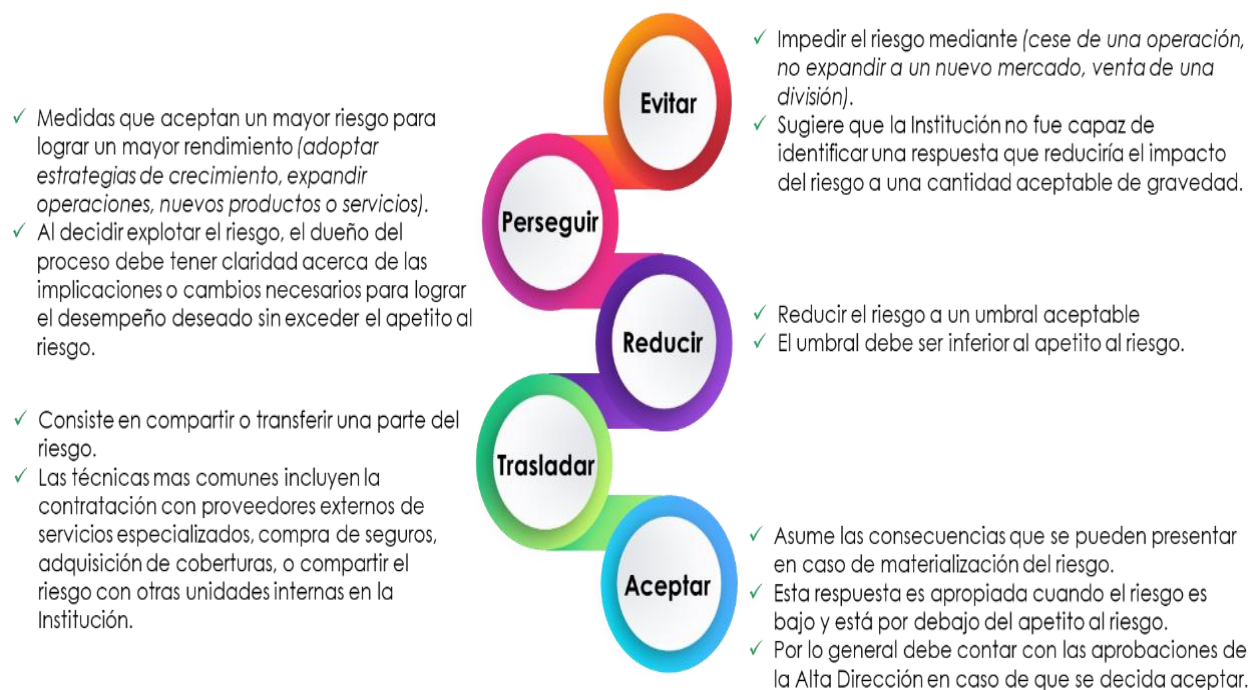 Evitar
✓ Impedir el riesgo mediante (cese de una operación,
no expandir a un nuevo mercado, venta de una
división).
✓ Sugiere que la Institución no fue capaz de
identificar una respuesta que reduciría el impacto
del riesgo a una cantidad aceptable de gravedad.
Perseguir
✓ Medidas que aceptan un mayor riesgo para
lograr un mayor rendimiento (adoptar
estrategias de crecimiento, expandir
operaciones, nuevos productos o servicios).
✓ Al decidir explotar el riesgo, el dueño del
proceso debe tener claridad acerca de las
implicaciones o cambios necesarios para lograr
el desempeño deseado sin exceder el apetito al
riesgo.
Reducir
✓ Reducir el riesgo a un umbral aceptable
✓ El umbral debe ser inferior al apetito al riesgo.
Trasladar
✓ Consiste en compartir o transferir una parte del
riesgo.
✓ Las técnicas mas comunes incluyen la
contratación con proveedores externos de
servicios especializados, compra de seguros,
adquisición de coberturas, o compartir el
riesgo con otras unidades internas en la
Institución.
Aceptar
✓ Asume las consecuencias que se pueden presentar
en caso de materialización del riesgo.
✓ Esta respuesta es apropiada cuando el riesgo es
bajo y está por debajo del apetito al riesgo.
✓ Por lo general debe contar con las aprobaciones de
la Alta Dirección en caso de que se decida aceptar.